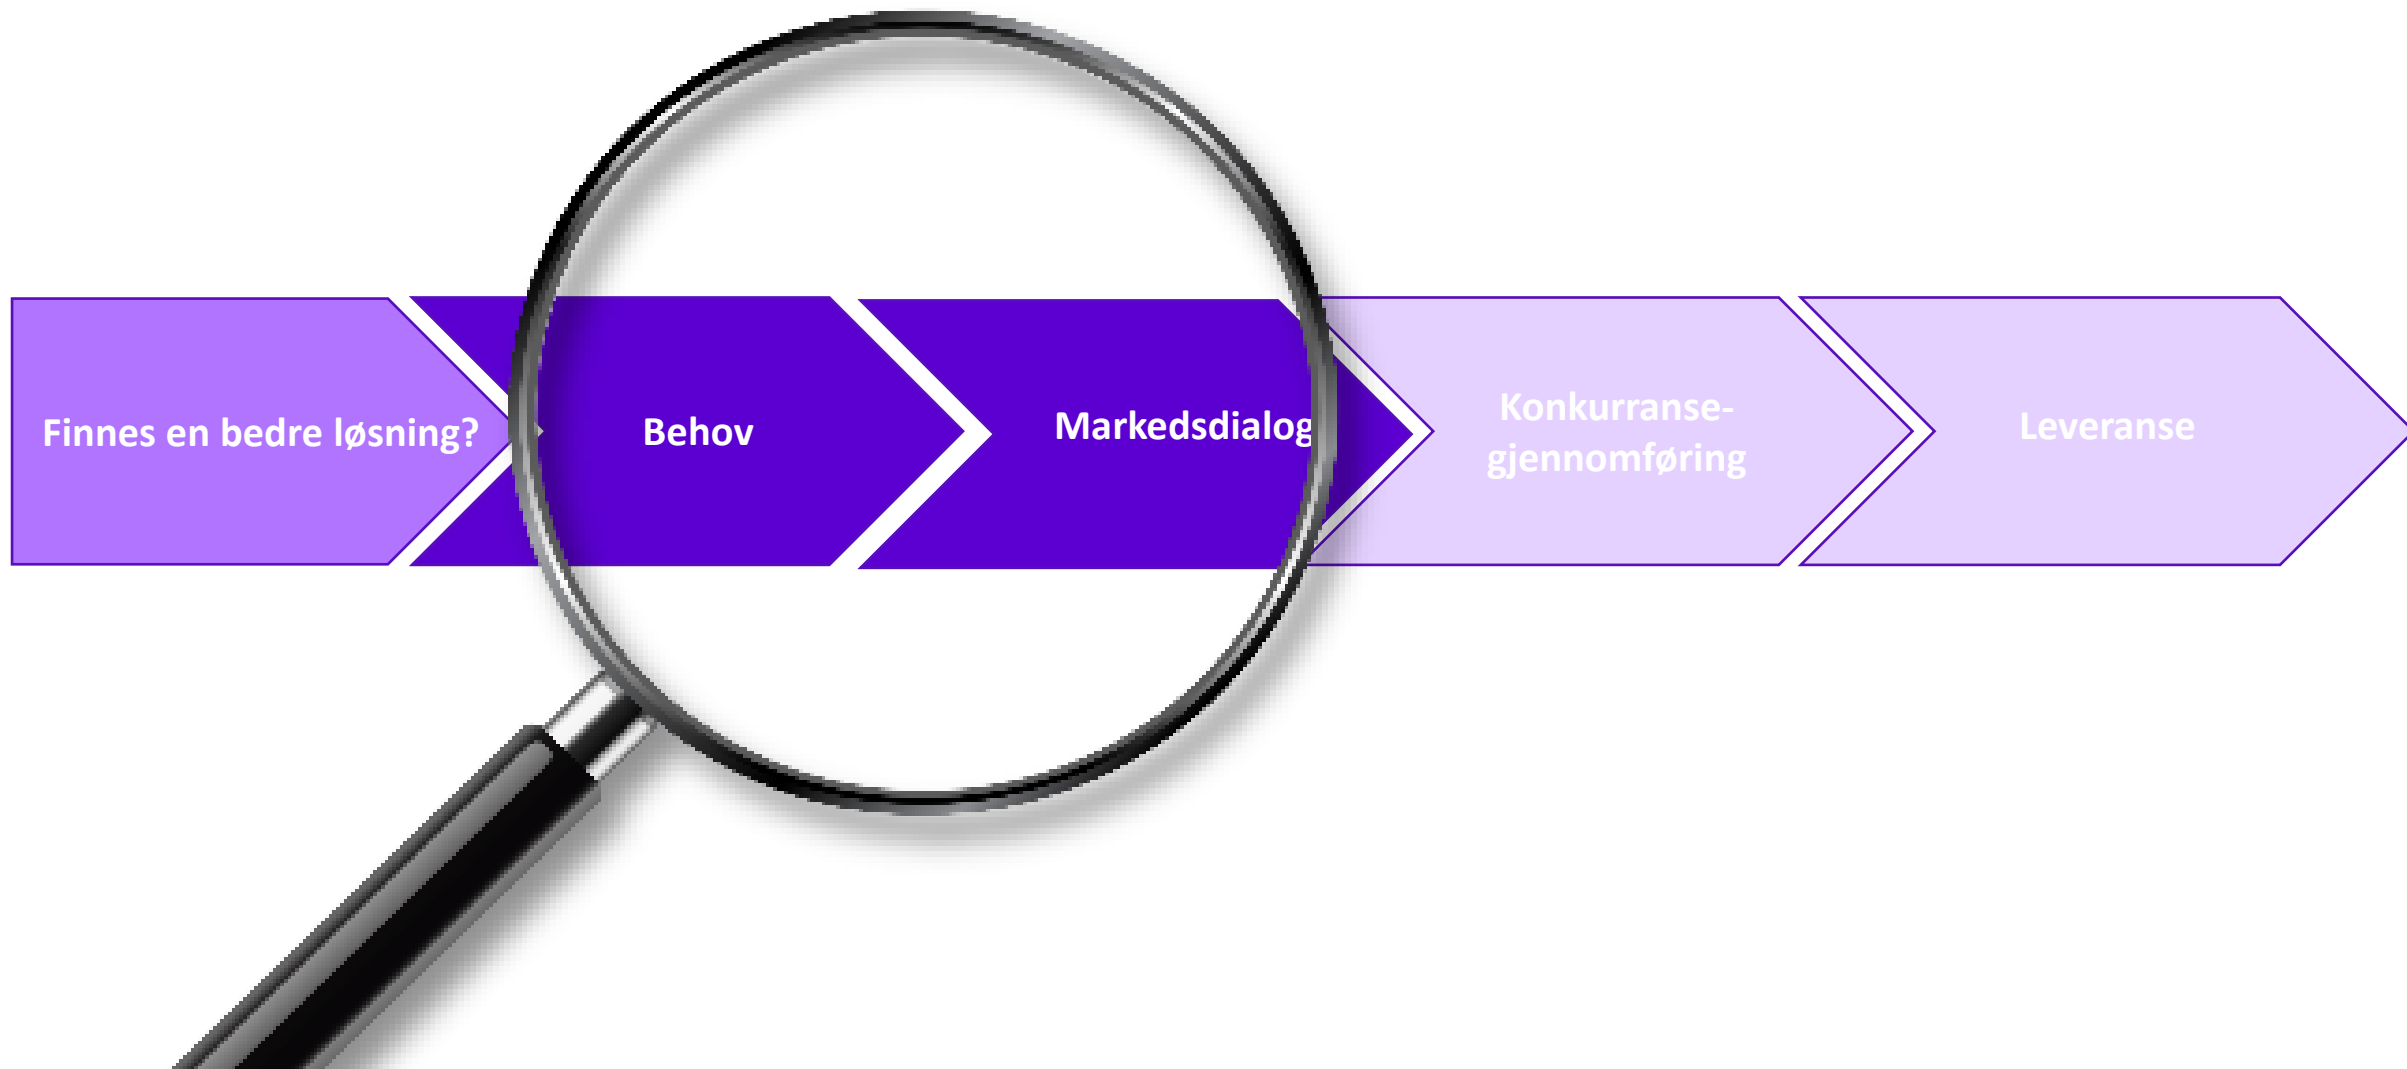 Finnes en bedre løsning?
Behov
Markedsdialog
Konkurranse-
gjennomføring
Leveranse